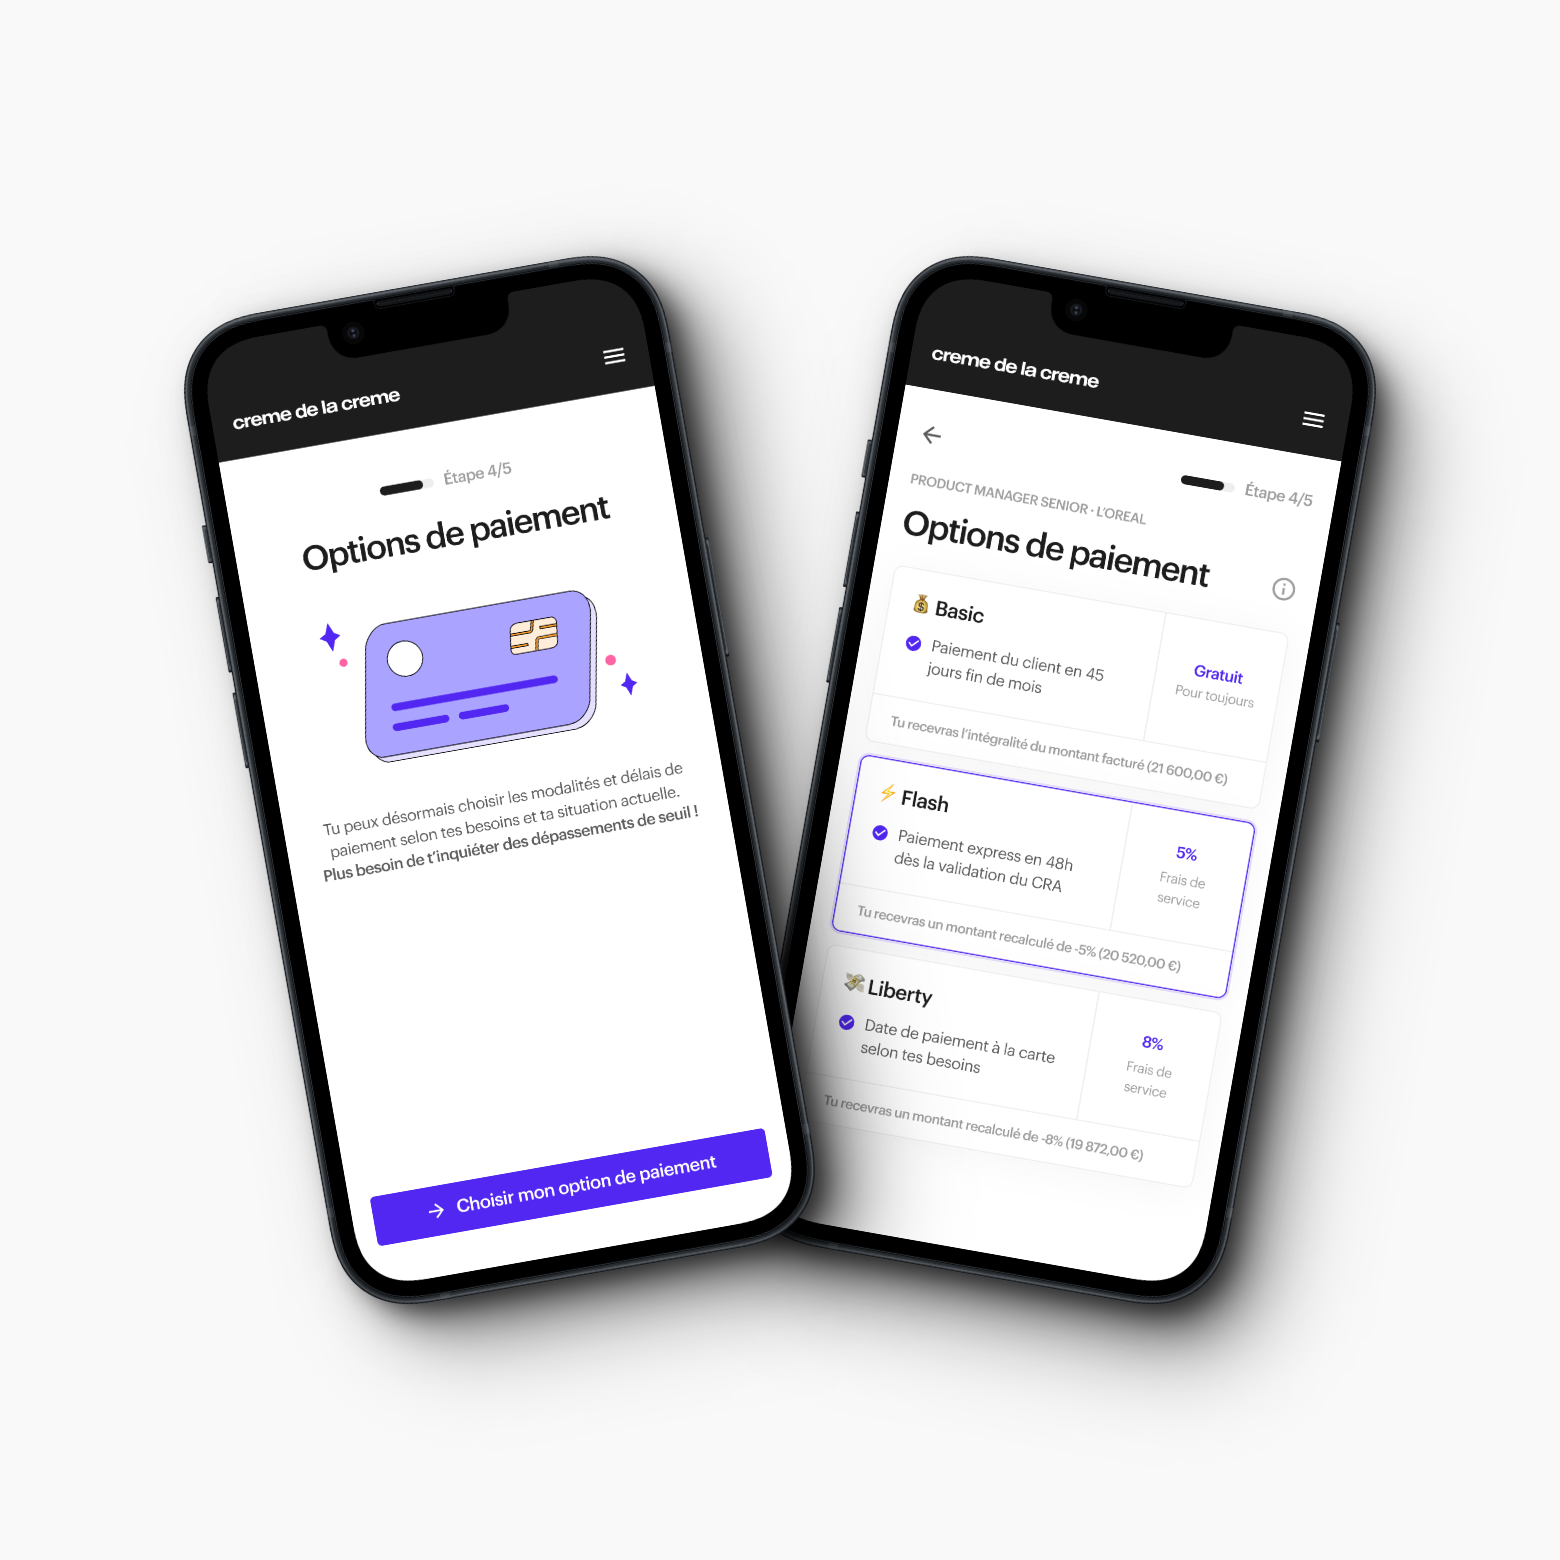 creme de la creme
Étape 4/5
Options de paiement
Tu peux désormais choisir les modalités et délais de
paiement selon tes besoins et ta situation actuelle.
Plus besoin de t'inquiéter des dépassements de seuil !
Choisir mon option de paiement
creme de la creme
Étape 4/5
PRODUCT MANAGER SENIOR · L'OREAL
Options de paiement
💰 Basic
Paiement du client en 45
jours fin de mois
Gratuit
Pour toujours
Tu recevras l'intégralité du montant facturé (21 600,00 €)
⚡ Flash
Paiement express en 48h
dès la validation du CRA
5%
Frais de
service
Tu recevras un montant recalculé de -5% (20 520,00 €)
💸 Liberty
Date de paiement à la carte
selon tes besoins
8%
Frais de
service
Tu recevras un montant recalculé de -8% (19 872,00 €)